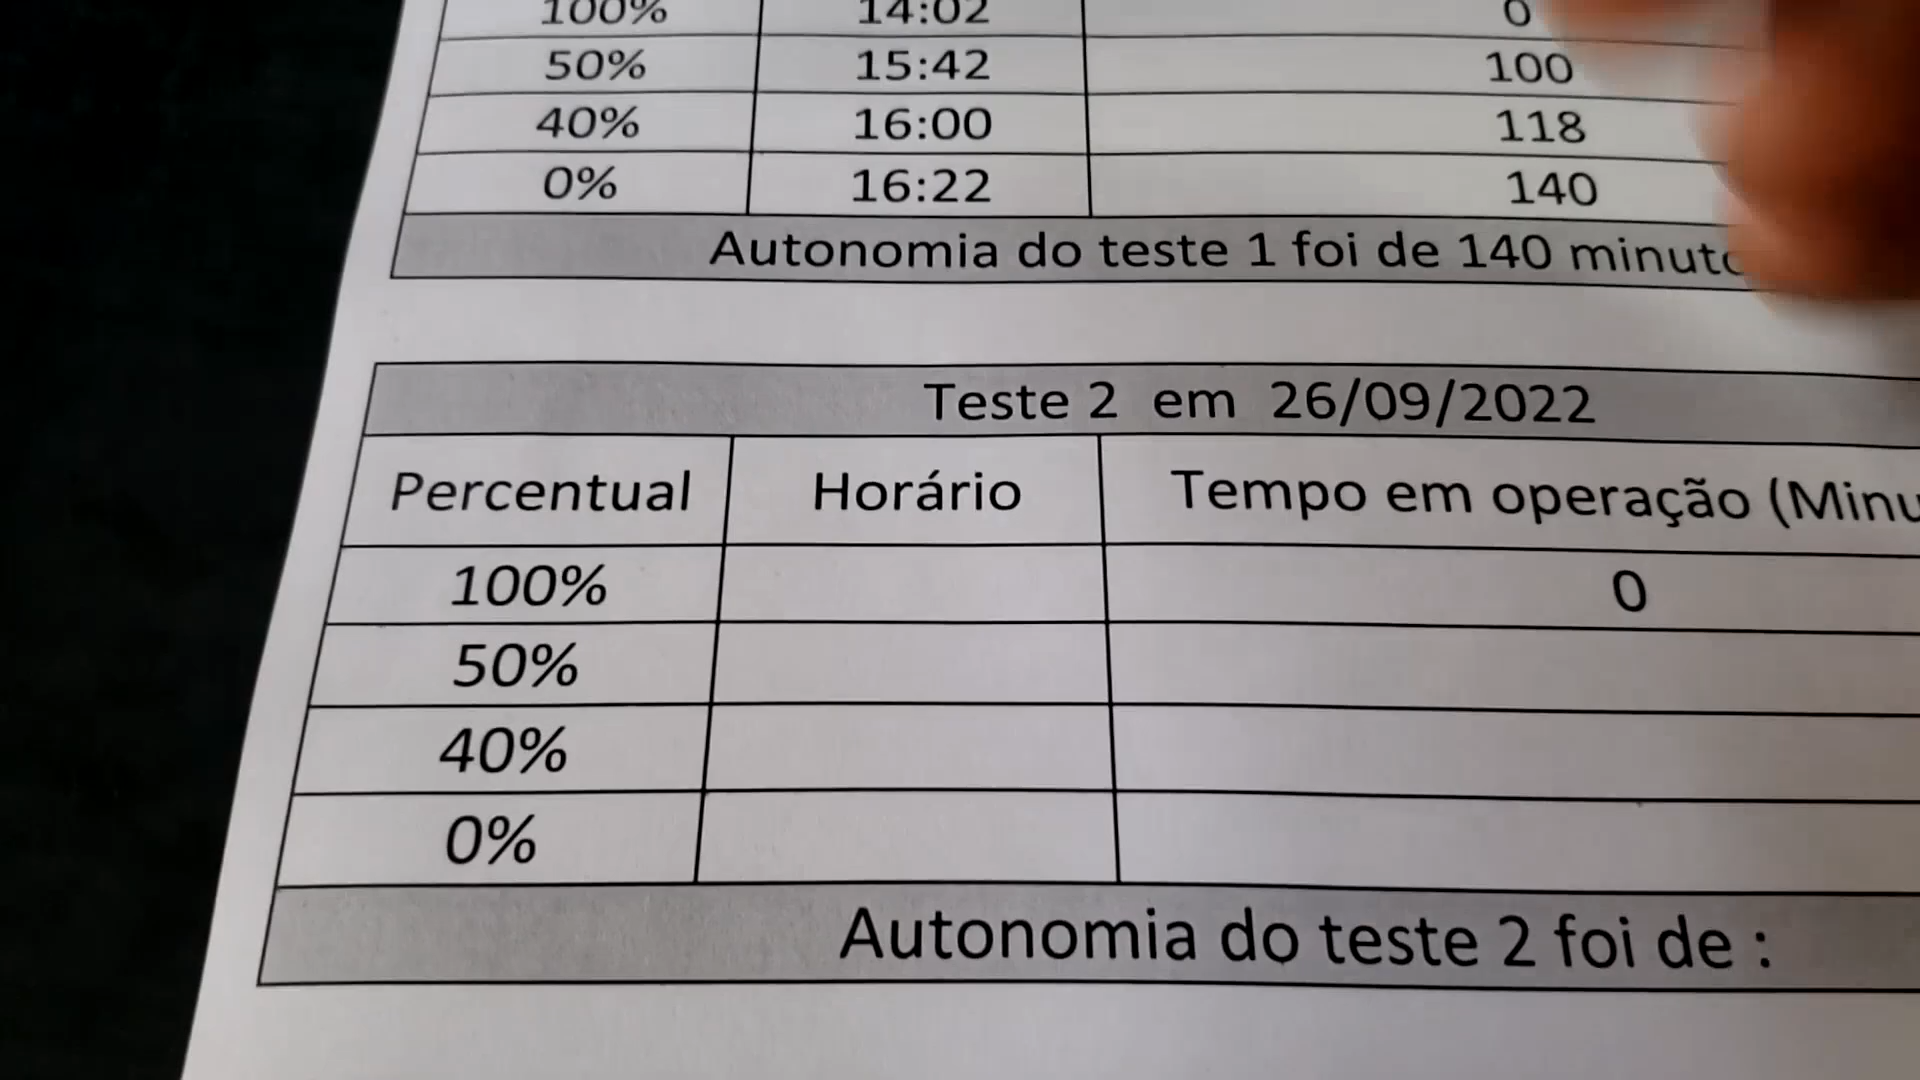 100% 14:02 0
50% 15:42 100
40% 16:00 118
0% 16:22 140
Autonomia do teste 1 foi de 140
Teste 2 em 26/09/2022
Percentual Horário Tempo em operação
100% 0
50%
40%
0%
Autonomia do teste 2 foi de :